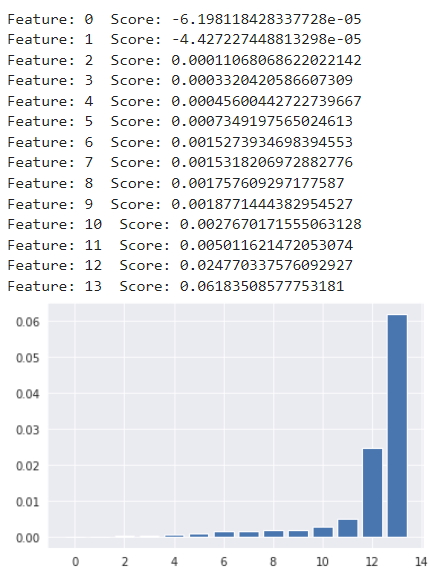 Feature: 0 Score: -6.198118428337728e-05
Feature: 1 Score: -4.427227448813298e-05
Feature: 2 Score: 0.00011068068622022142
Feature: 3 Score: 0.0003320420586607309
Feature: 4 Score: 0.00045600442722739667
Feature: 5 Score: 0.0007349197565024613
Feature: 6 Score: 0.0015273934698394553
Feature: 7 Score: 0.0015318206972882776
Feature: 8 Score: 0.001757609297177587
Feature: 9 Score: 0.0018771444382954527
Feature: 10 Score: 0.0027670171555063128
Feature: 11 Score: 0.005011621472053074
Feature: 12 Score: 0.024770337576092927
Feature: 13 Score: 0.06183508577753181
0.06
0.05
0.04
0.03
0.02
0.01
0.00
0 2 4 6 8 10 12 14